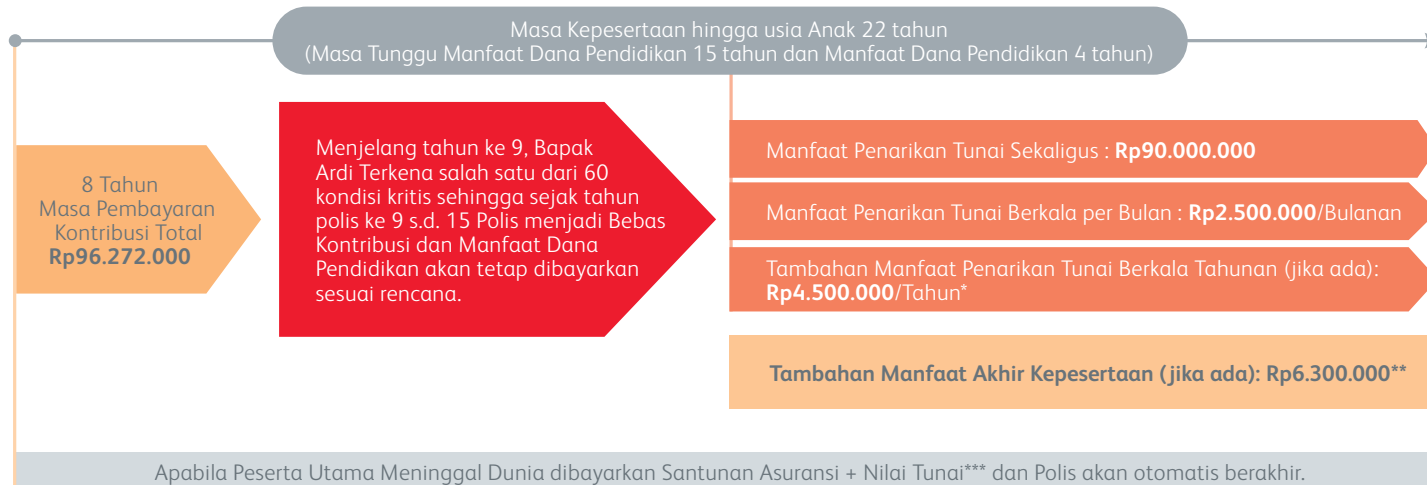 Masa Kepesertaan hingga usia Anak 22 tahun
(Masa Tunggu Manfaat Dana Pendidikan 15 tahun dan Manfaat Dana Pendidikan 4 tahun)
8 Tahun
Masa Pembayaran
Kontribusi Total
Rp96.272.000
Menjelang tahun ke 9, Bapak
Ardi Terkena salah satu dari 60
kondisi kritis sehingga sejak tahun
polis ke 9 s.d. 15 Polis menjadi Bebas
Kontribusi dan Manfaat Dana
Pendidikan akan tetap dibayarkan
sesuai rencana.
Manfaat Penarikan Tunai Sekaligus : Rp90.000.000
Manfaat Penarikan Tunai Berkala per Bulan : Rp2.500.000/Bulanan
Tambahan Manfaat Penarikan Tunai Berkala Tahunan (jika ada):
Rp4.500.000/Tahun*
Tambahan Manfaat Akhir Kepesertaan (jika ada): Rp6.300.000**
Apabila Peserta Utama Meninggal Dunia dibayarkan Santunan Asuransi + Nilai Tunai*** dan Polis akan otomatis berakhir.